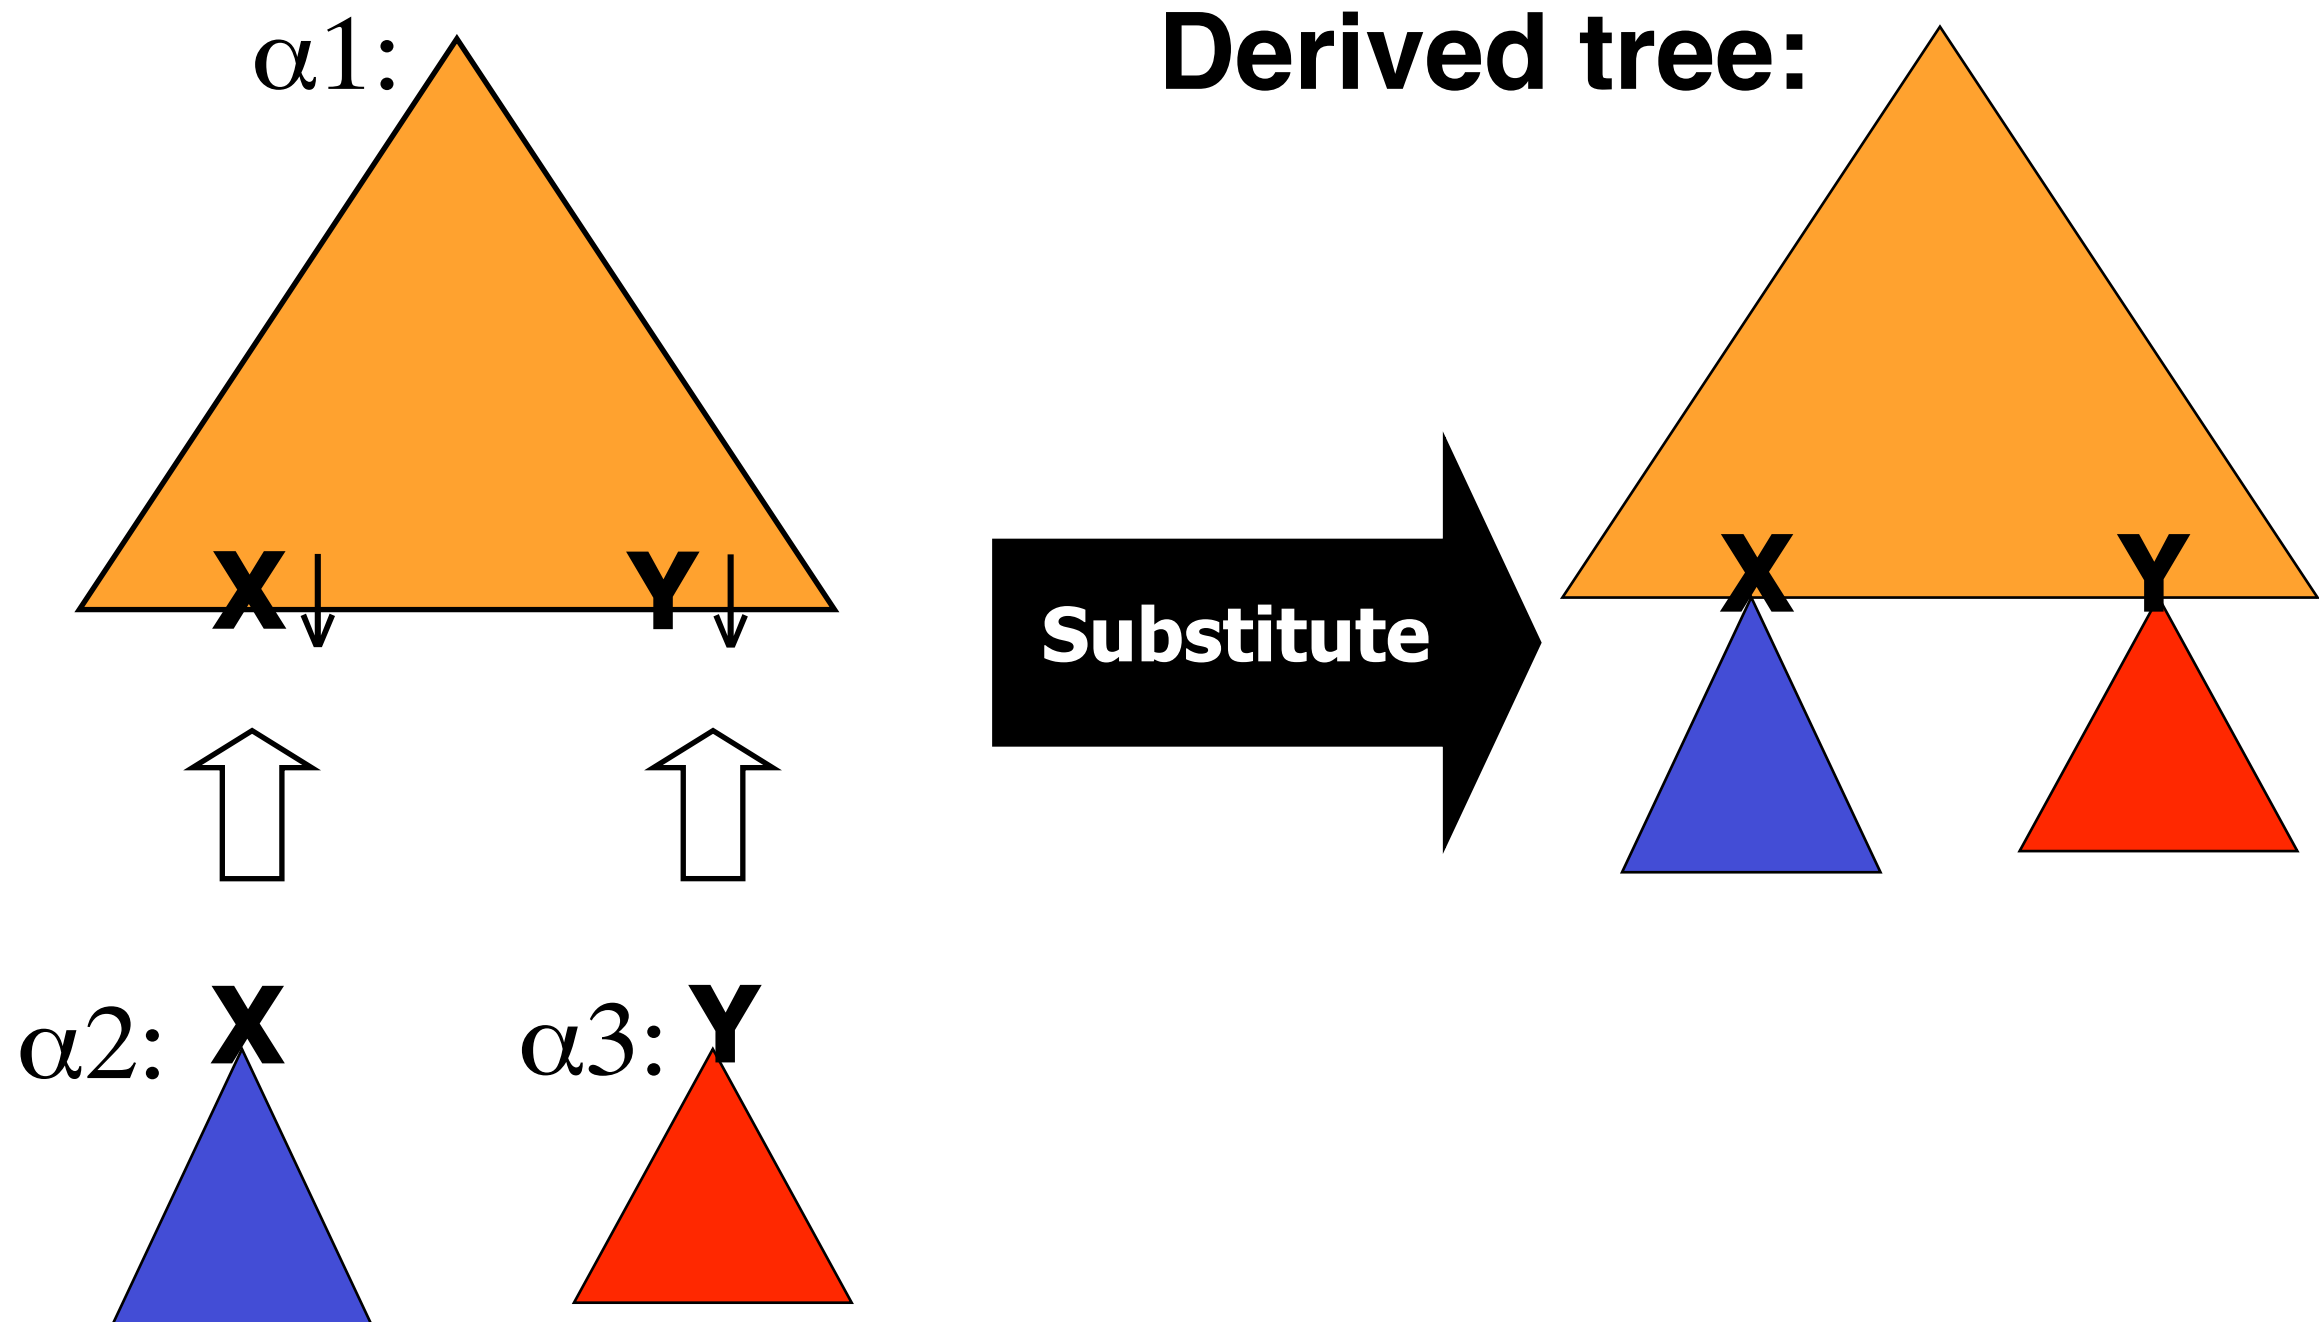 α1:
Derived tree:
X↓
Y↓
X
Y
Substitute
α2:
X
α3:
Y